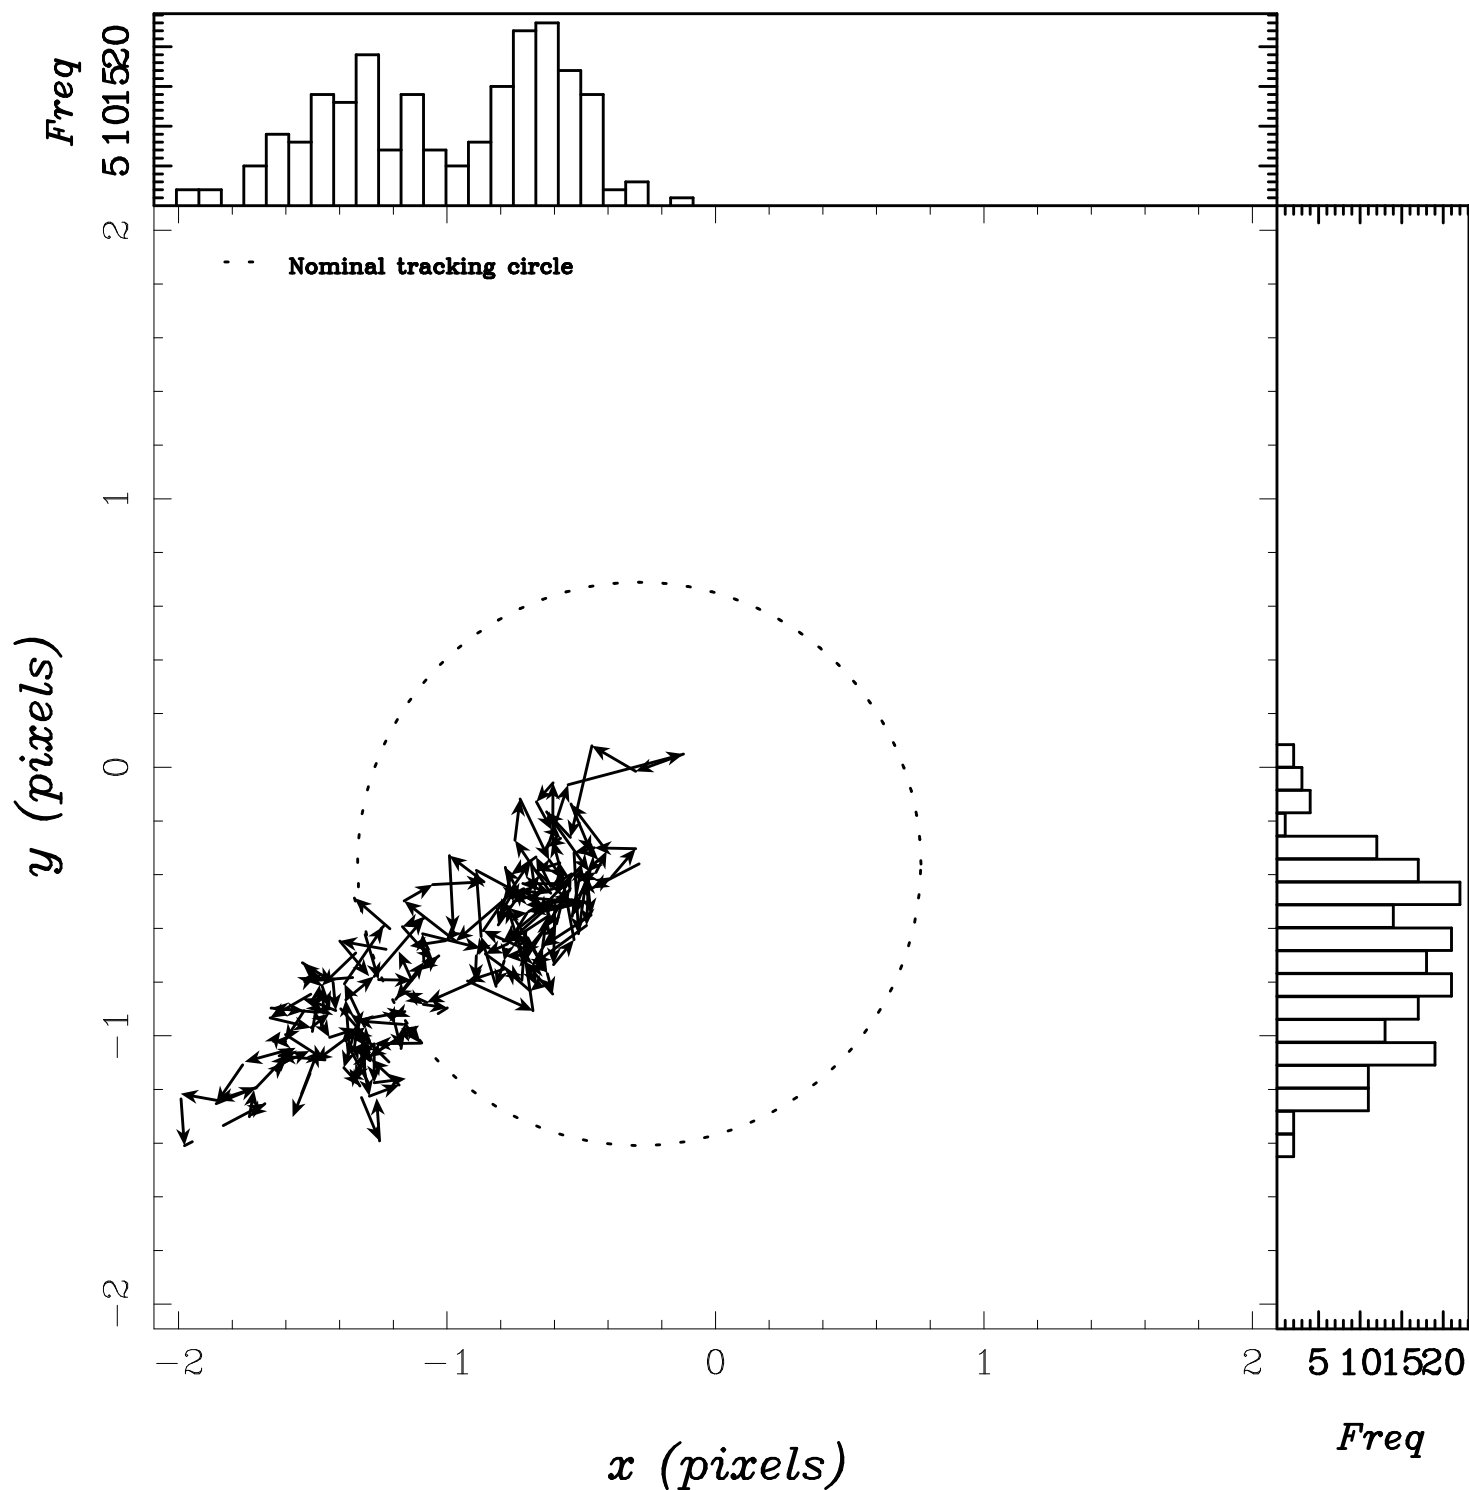 Freq
5 10 15 20
2
1
0
-1
-2
Nominal tracking circle
y (pixels)
-2 -1 0 1 2
5 10 15 20
x (pixels)
Freq